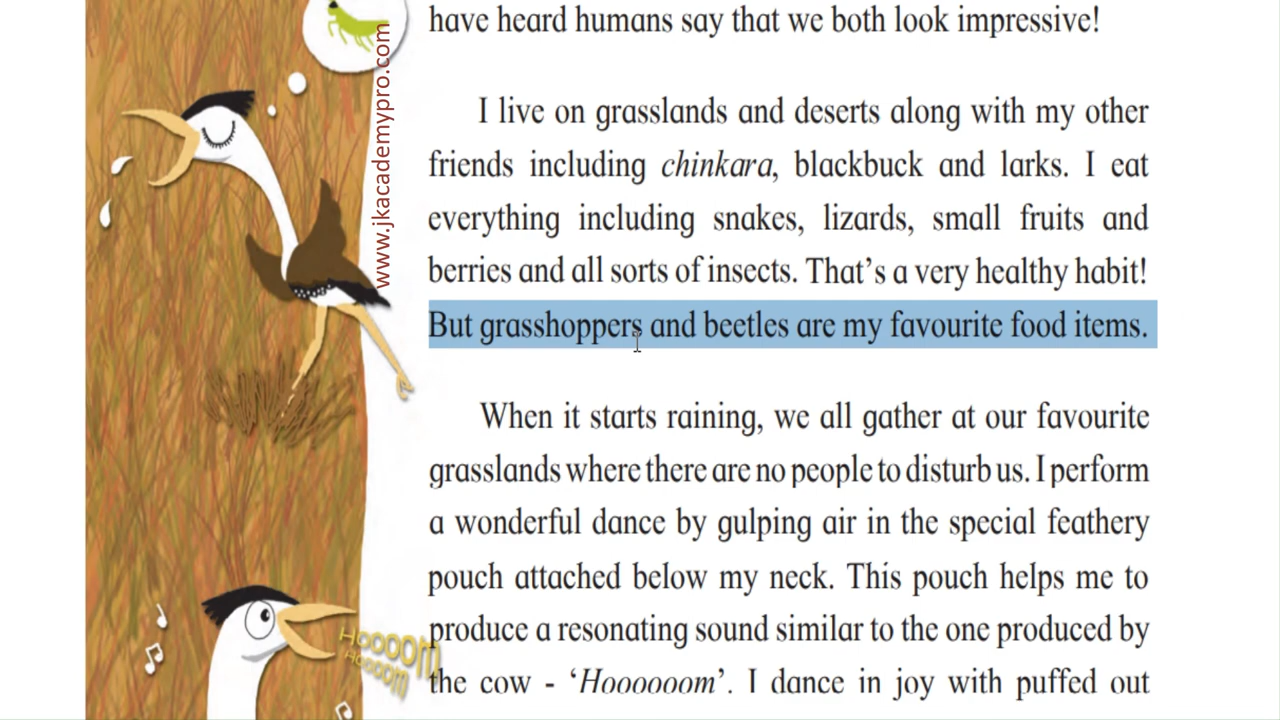 have heard humans say that we both look impressive!
www.jkacademypro.com
I live on grasslands and deserts along with my other
friends including chinkara, blackbuck and larks. I eat
everything including snakes, lizards, small fruits and
berries and all sorts of insects. That's a very healthy habit!
But grasshoppers and beetles are my favourite food items.
When it starts raining, we all gather at our favourite
grasslands where there are no people to disturb us. I perform
a wonderful dance by gulping air in the special feathery
pouch attached below my neck. This pouch helps me to
produce a resonating sound similar to the one produced by
the cow - ‘Hoooooom’. I dance in joy with puffed out
Hoooom
Hoooom